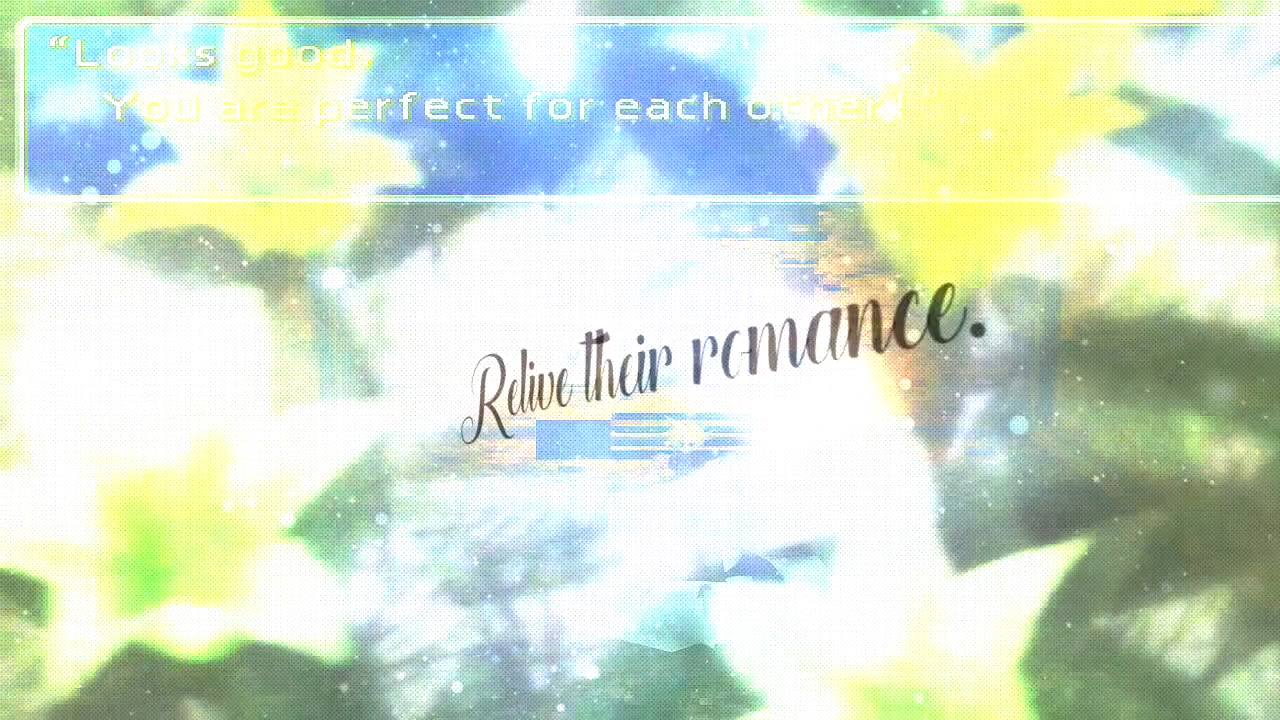 “Looks good,
You are perfect for each other! ”
Relive their romance.